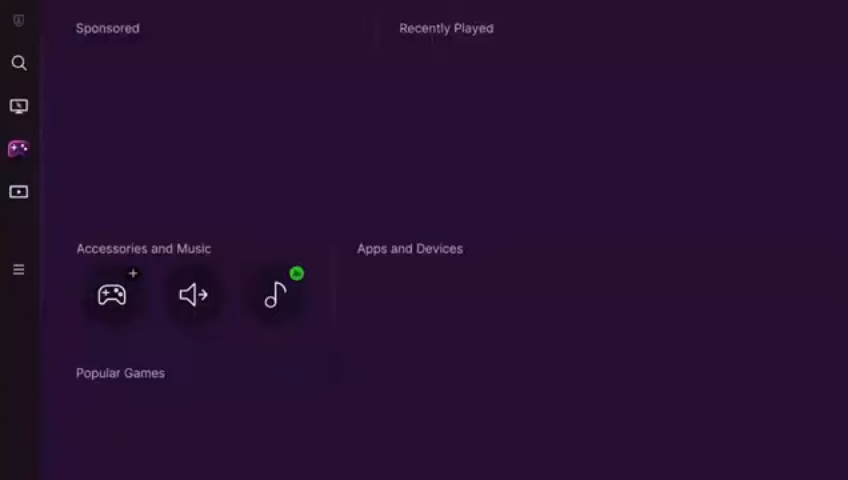 Sponsored
Recently Played
Accessories and Music
Apps and Devices
Popular Games